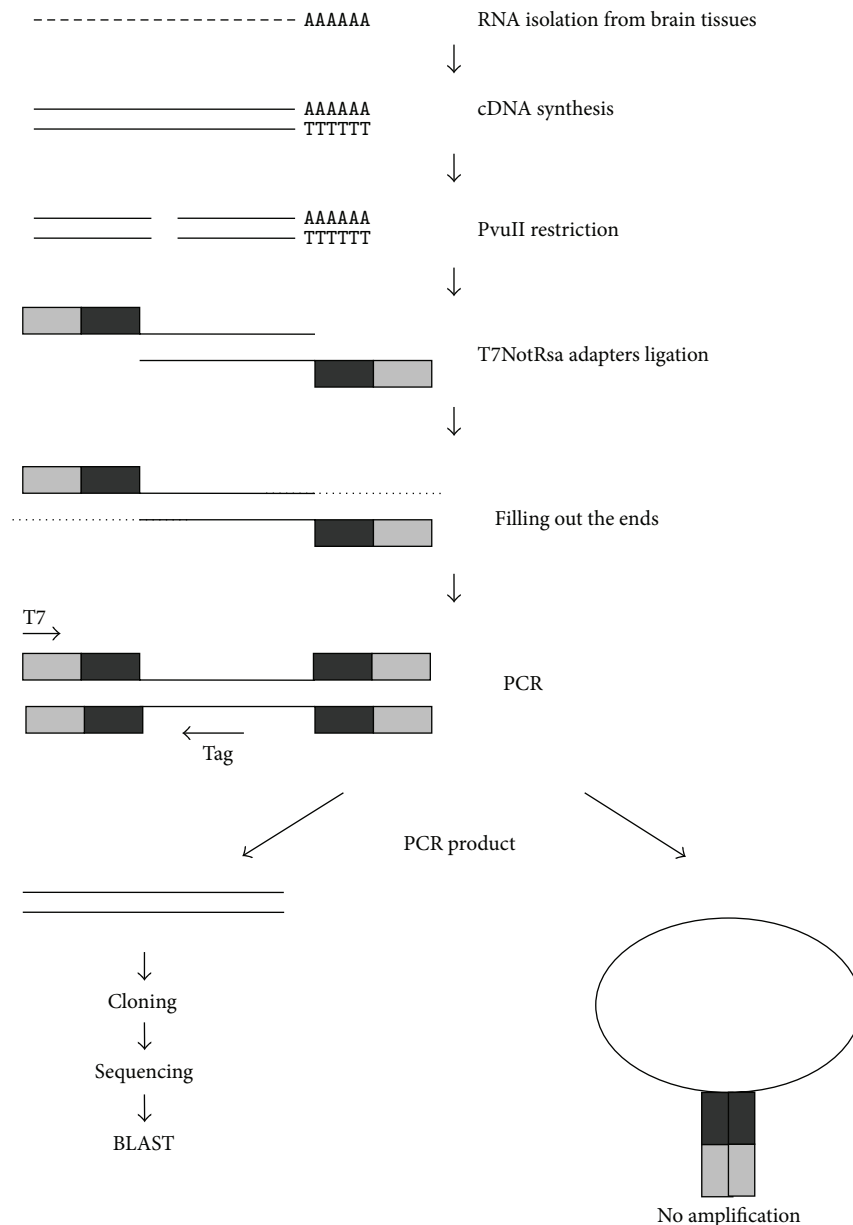 AAAAAA RNA isolation from brain tissues
AAAAAA
TTTTTT
cDNA synthesis
AAAAAA
TTTTTT
PvuII restriction
T7NotRsa adapters ligation
Filling out the ends
T7
PCR
Tag
PCR product
Cloning
Sequencing
BLAST
No amplification